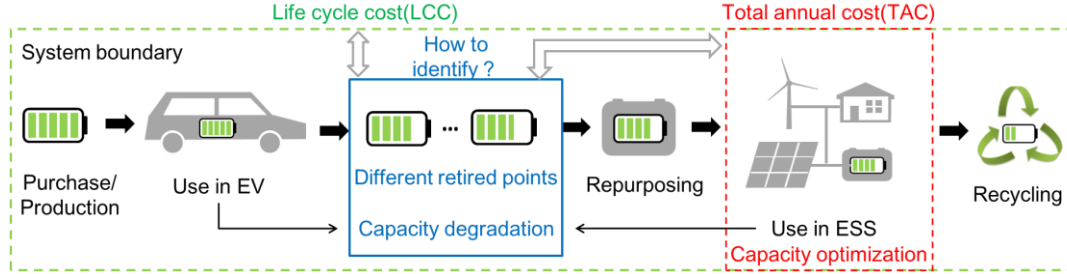 Life cycle cost(LCC)
Total annual cost(TAC)
System boundary
How to
identify ?
...
Purchase/
Production
Use in EV
Different retired points
Repurposing
Recycling
Capacity degradation
Use in ESS
Capacity optimization